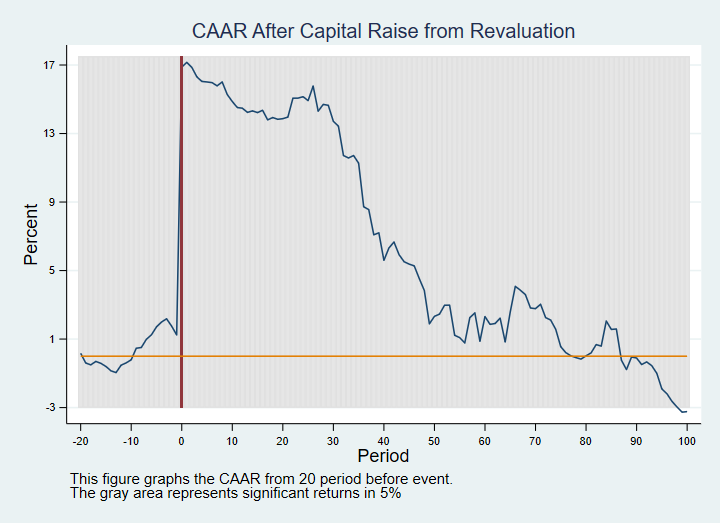 CAAR After Capital Raise from Revaluation
Percent
17
13
9
5
1
-3
-20 -10 0 10 20 30 40 50 60 70 80 90 100
Period
This figure graphs the CAAR from 20 period before event.
The gray area represents significant returns in 5%